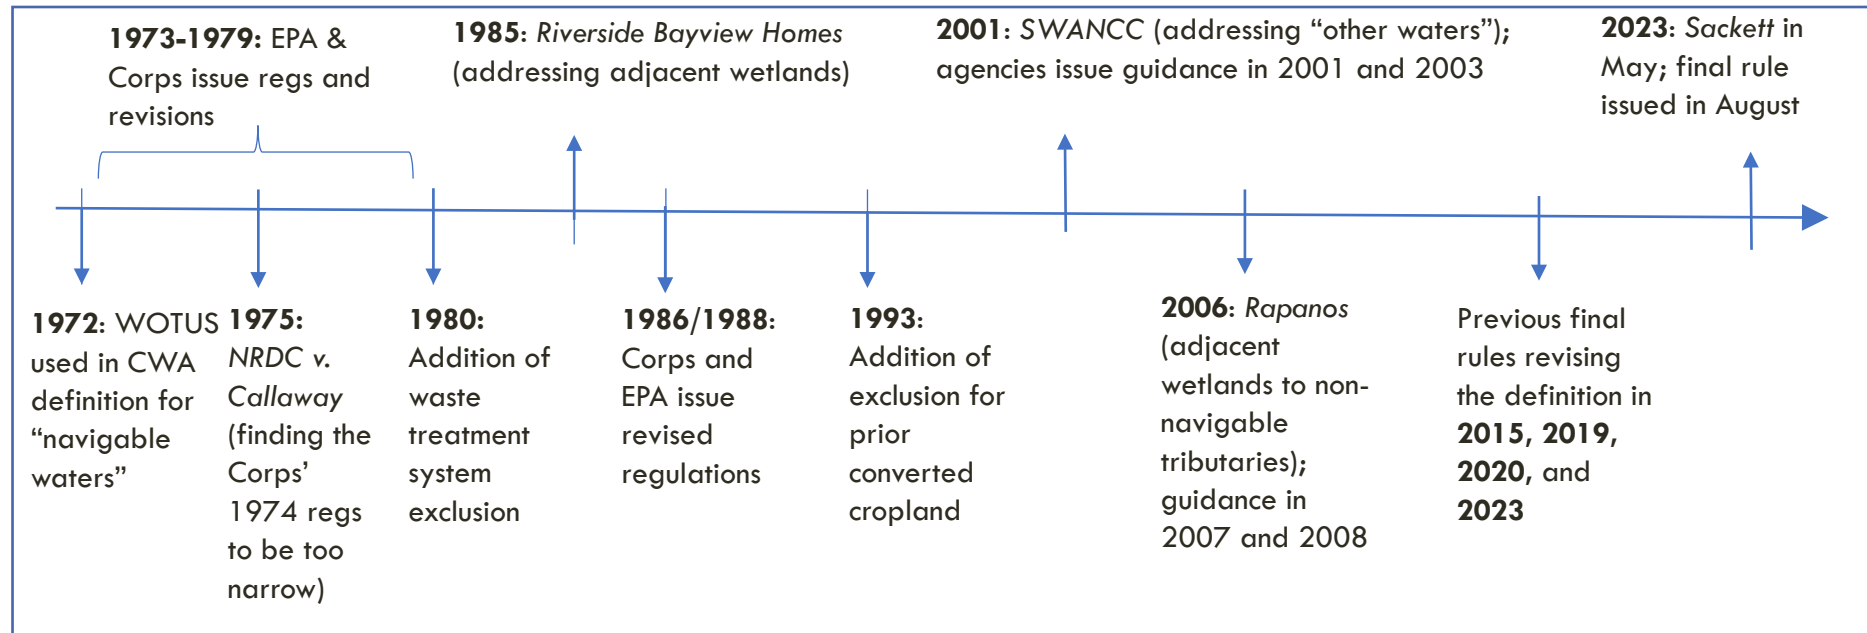 1973-1979: EPA &
Corps issue regs and
revisions
1985: Riverside Bayview Homes
(addressing adjacent wetlands)
2001: SWANCC (addressing “other waters”);
agencies issue guidance in 2001 and 2003
2023: Sackett in
May; final rule
issued in August
1972: WOTUS
used in CWA
definition for
“navigable
waters”
1975:
NRDC v.
Callaway
(finding the
Corps’
1974 regs
to be too
narrow)
1980:
Addition of
waste
treatment
system
exclusion
1986/1988:
Corps and
EPA issue
revised
regulations
1993:
Addition of
exclusion for
prior
converted
cropland
2006: Rapanos
(adjacent
wetlands to non-
navigable
tributaries);
guidance in
2007 and 2008
Previous final
rules revising
the definition in
2015, 2019,
2020, and
2023